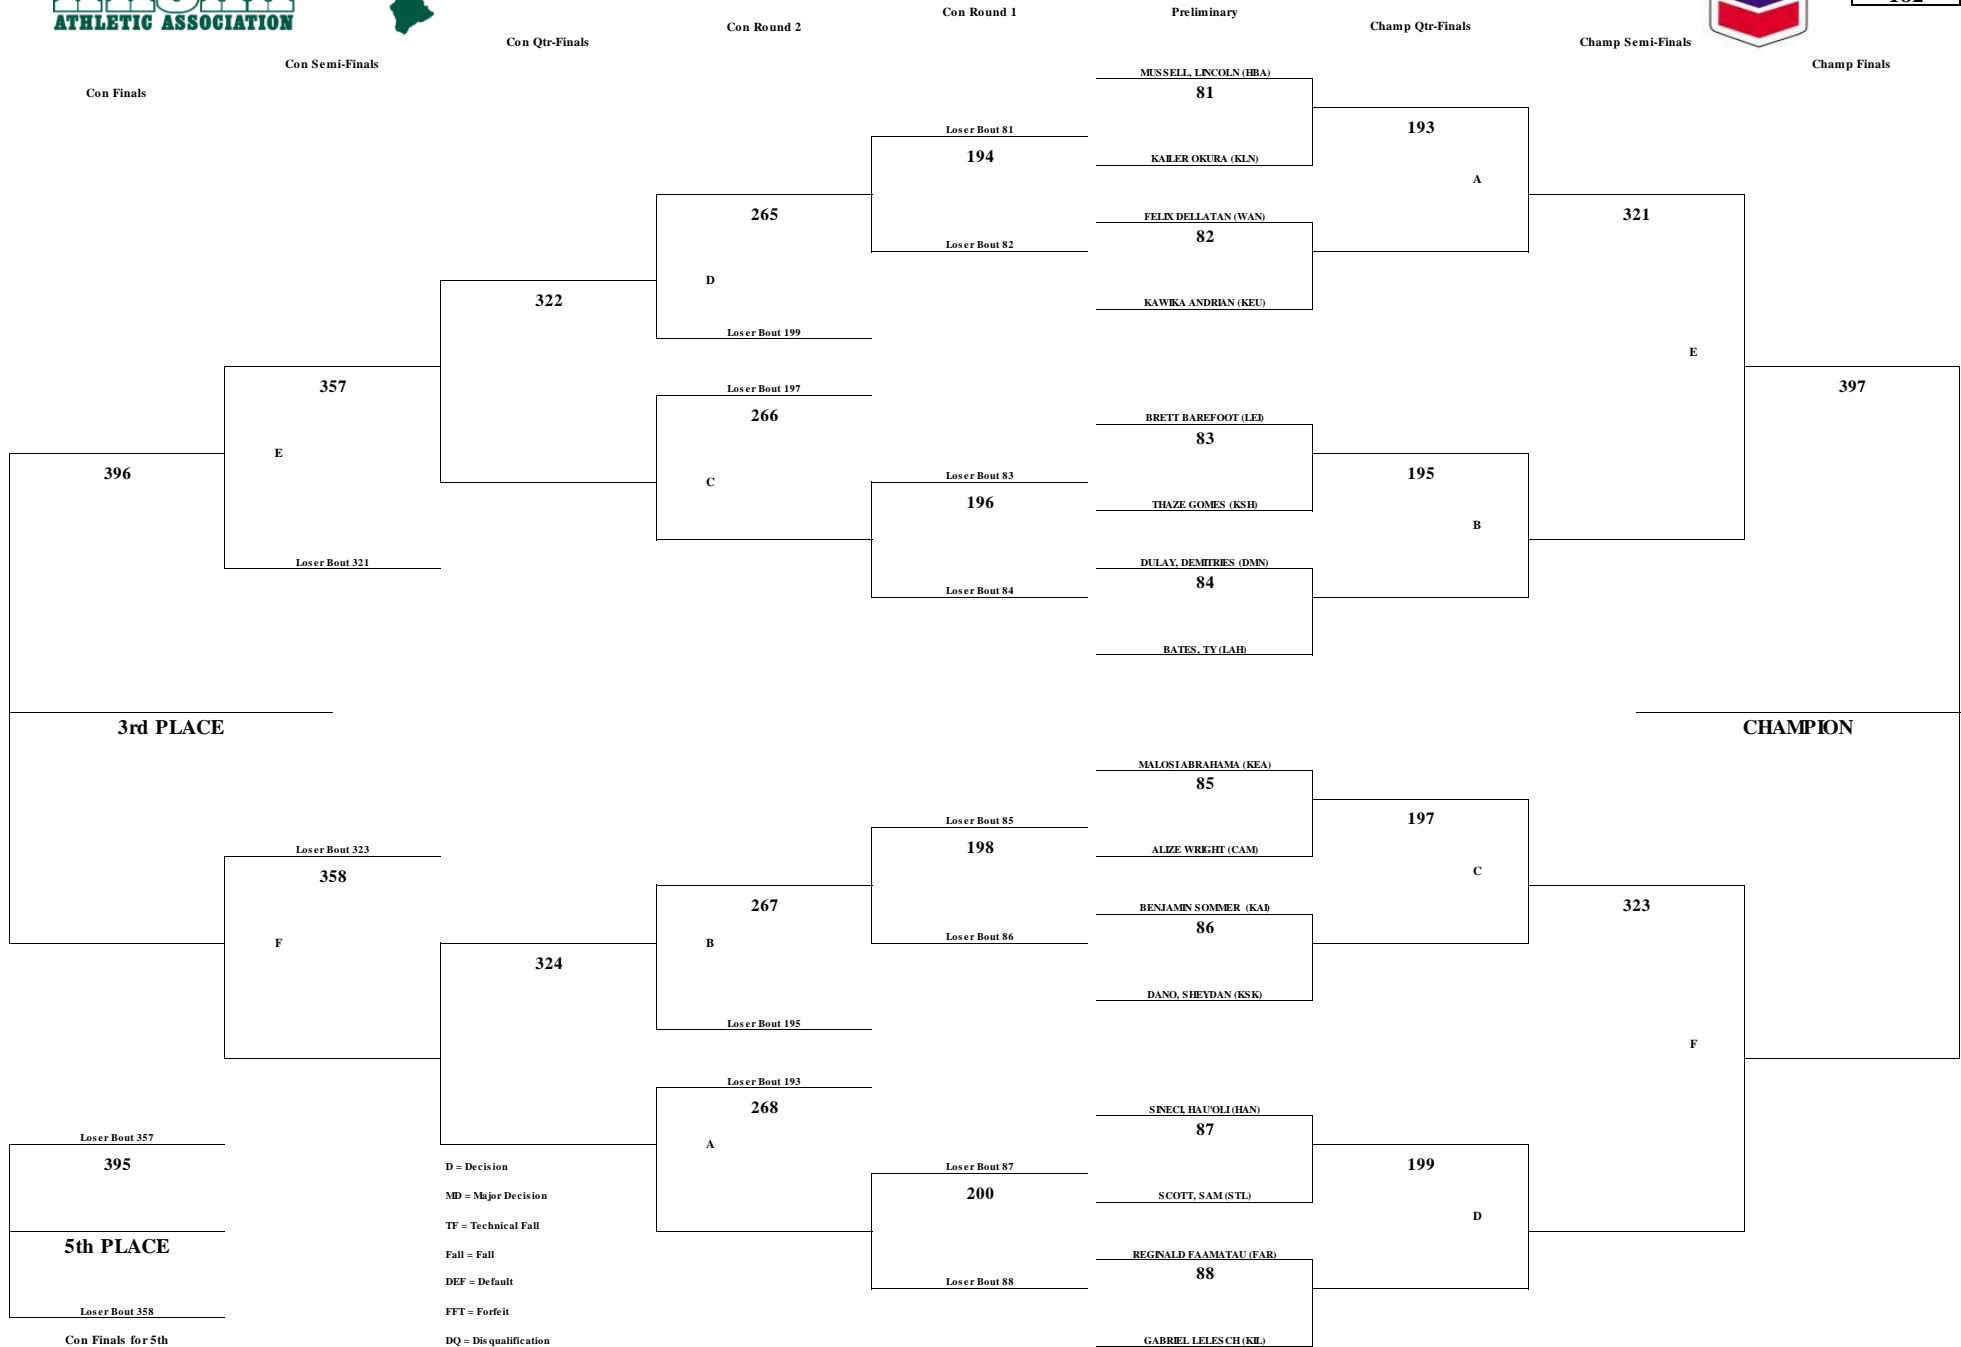 ATHLETIC ASSOCIATION
Con Finals
Con Semi-Finals
Con Qtr-Finals
Con Round 2
Con Round 1
Preliminary
Champ Qtr-Finals
Champ Semi-Finals
Champ Finals
MUSSELL, LINCOLN (HBA)
81
KAILER OKURA (KLN)
FELIX DELLATAN (WAN)
82
KAWIKA ANDRIAN (KEU)
BRETT BAREFOOT (LEI)
83
THAZE GOMES (KSH)
DULAY, DEMITRIES (DMN)
84
BATES, TY (LAH)
MALOSI ABRAHAMA (KEA)
85
ALIZE WRIGHT (CAM)
BENJAMIN SOMMER (KAI)
86
DANO, SHEYDAN (KSK)
SINECI, HAU'OLI (HAN)
87
SCOTT, SAM (STL)
REGINALD FAAMATAU (FAR)
88
GABRIEL LELESCH (KIL)
193
A
195
B
197
C
199
D
321
E
323
F
397
CHAMPION
Loser Bout 81
194
Loser Bout 82
Loser Bout 83
196
Loser Bout 84
Loser Bout 85
198
Loser Bout 86
Loser Bout 87
200
Loser Bout 88
265
D
Loser Bout 199
Loser Bout 197
266
C
267
B
Loser Bout 195
Loser Bout 193
268
A
322
324
357
E
Loser Bout 321
Loser Bout 323
358
F
396
3rd PLACE
Loser Bout 357
395
5th PLACE
Loser Bout 358
Con Finals for 5th
D = Decision
MD = Major Decision
TF = Technical Fall
Fall = Fall
DEF = Default
FFT = Forfeit
DQ = Disqualification